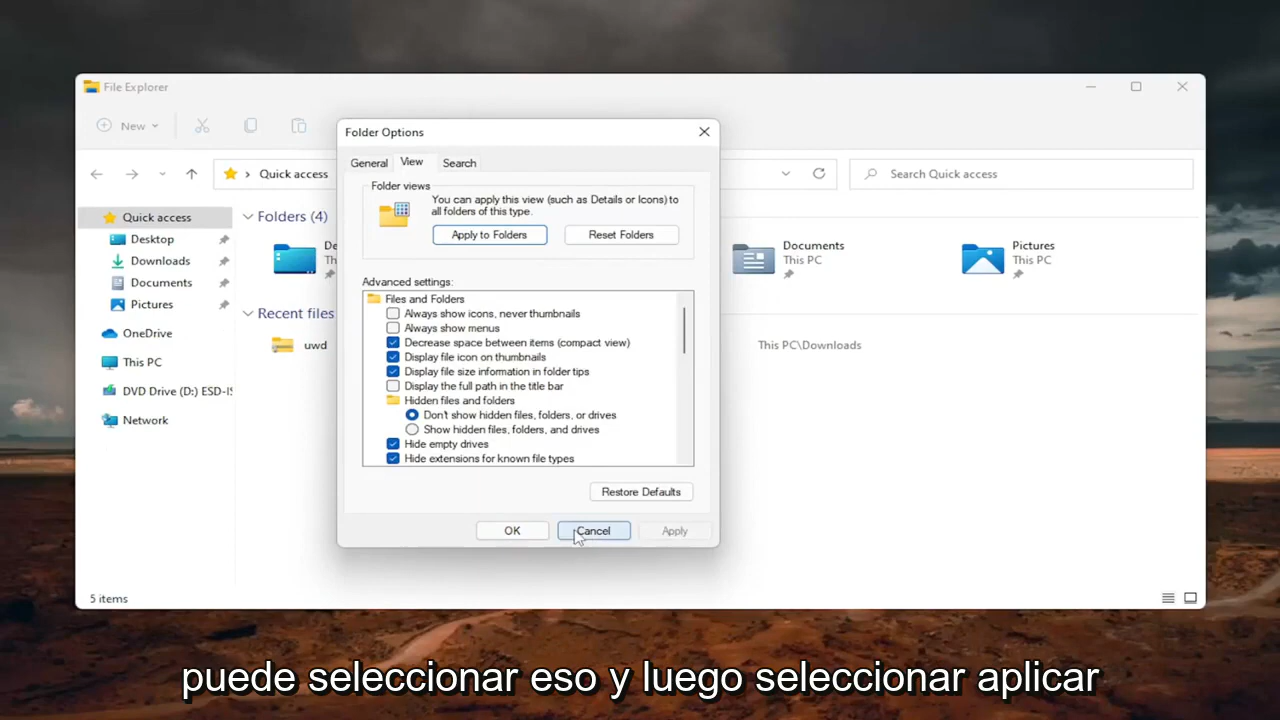 File Explorer
New
Folder Options
General View Search
Quick access
Search Quick access
Folder views
You can apply this view (such as Details or Icons) to
all folders of this type.
Apply to Folders Reset Folders
Quick access
Desktop
Downloads
Documents
Pictures
OneDrive
This PC
DVD Drive (D:) ESD-IS
Network
Folders (4)
De
Th
Documents
This PC
Pictures
This PC
Recent files
uwd
This PC\Downloads
Advanced settings:
Files and Folders
Always show icons, never thumbnails
Always show menus
Decrease space between items (compact view)
Display file icon on thumbnails
Display file size information in folder tips
Display the full path in the title bar
Hidden files and folders
Don't show hidden files, folders, or drives
Show hidden files, folders, and drives
Hide empty drives
Hide extensions for known file types
Restore Defaults
OK Cancel Apply
5 items
puede seleccionar eso y luego seleccionar aplicar